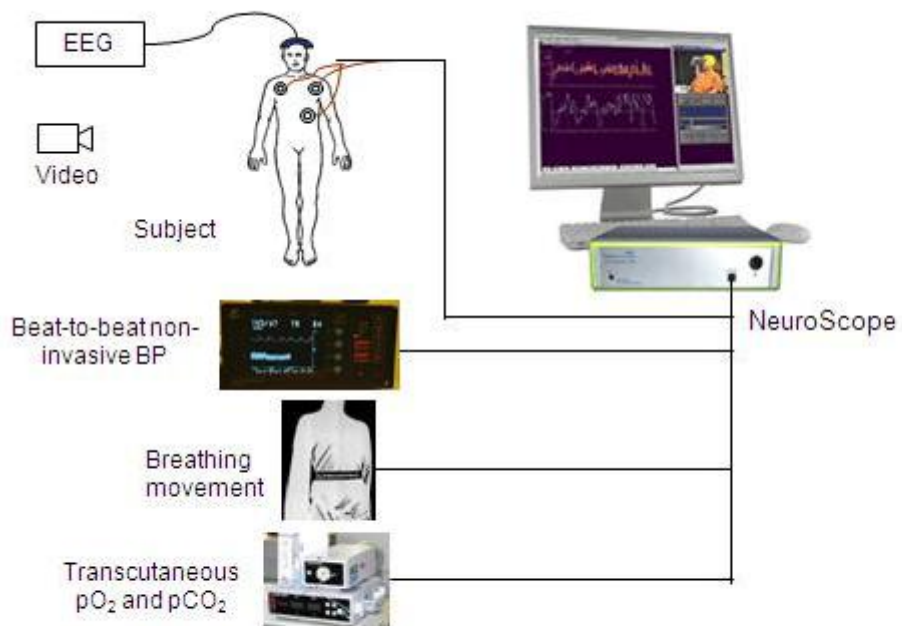 EEG
Video
Subject
Beat-to-beat non-
invasive BP
NeuroScope
Breathing
movement
Transcutaneous
pO₂ and pCO₂